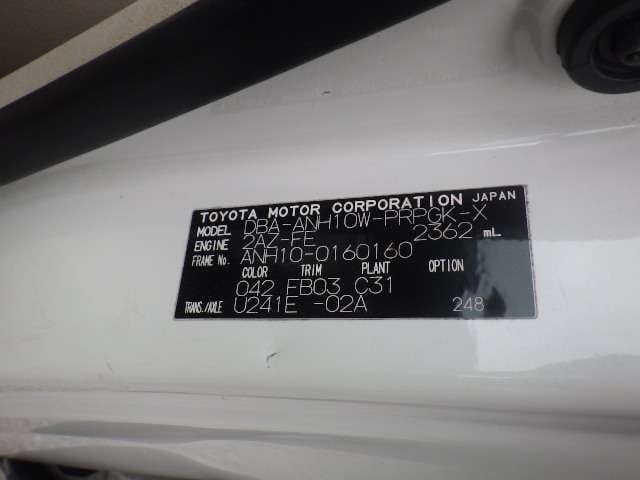 TOYOTA MOTOR CORPORATION JAPAN
MODEL DBA-ANH10W-PRPGK-X
ENGINE 2AZ-FE 2362 mL
FRAME No. ANH10-0160160
COLOR TRIM PLANT OPTION
042 FB03 C31
TRANS./AXLE U241E -02A 248